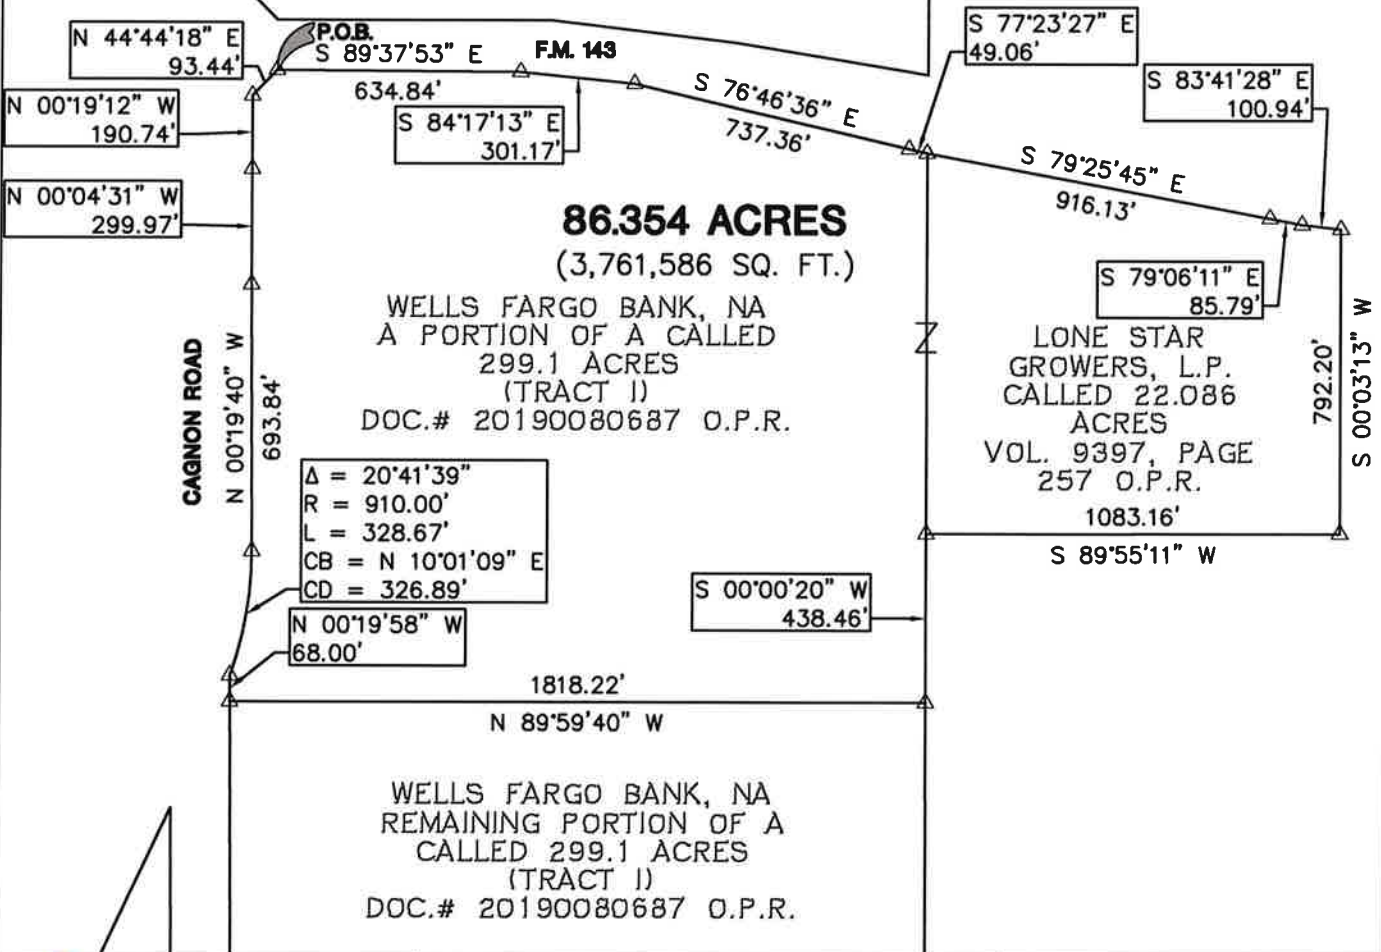 N 44°44'18" E
93.44'
P.O.B.
S 89°37'53" E
634.84'
F.M. 143
S 77°23'27" E
49.06'
S 83°41'28" E
100.94'
N 00°19'12" W
190.74'
S 84°17'13" E
301.17'
S 76°46'36" E
737.36'
S 79°25'45" E
916.13'
N 00°04'31" W
299.97'
86.354 ACRES
(3,761,586 SQ. FT.)
WELLS FARGO BANK, NA
A PORTION OF A CALLED
299.1 ACRES
(TRACT I)
DOC.# 20190080687 O.P.R.
S 79°06'11" E
85.79'
LONE STAR
GROWERS, L.P.
CALLED 22.086
ACRES
VOL. 9397, PAGE
257 O.P.R.
792.20'
S 00°03'13" W
CAGNON ROAD
N 00°19'40" W
693.84'
Δ = 20°41'39"
R = 910.00'
L = 328.67'
CB = N 10°01'09" E
CD = 326.89'
1083.16'
S 89°55'11" W
S 00°00'20" W
438.46'
N 00°19'58" W
68.00'
1818.22'
N 89°59'40" W
WELLS FARGO BANK, NA
REMAINING PORTION OF A
CALLED 299.1 ACRES
(TRACT I)
DOC.# 20190080687 O.P.R.